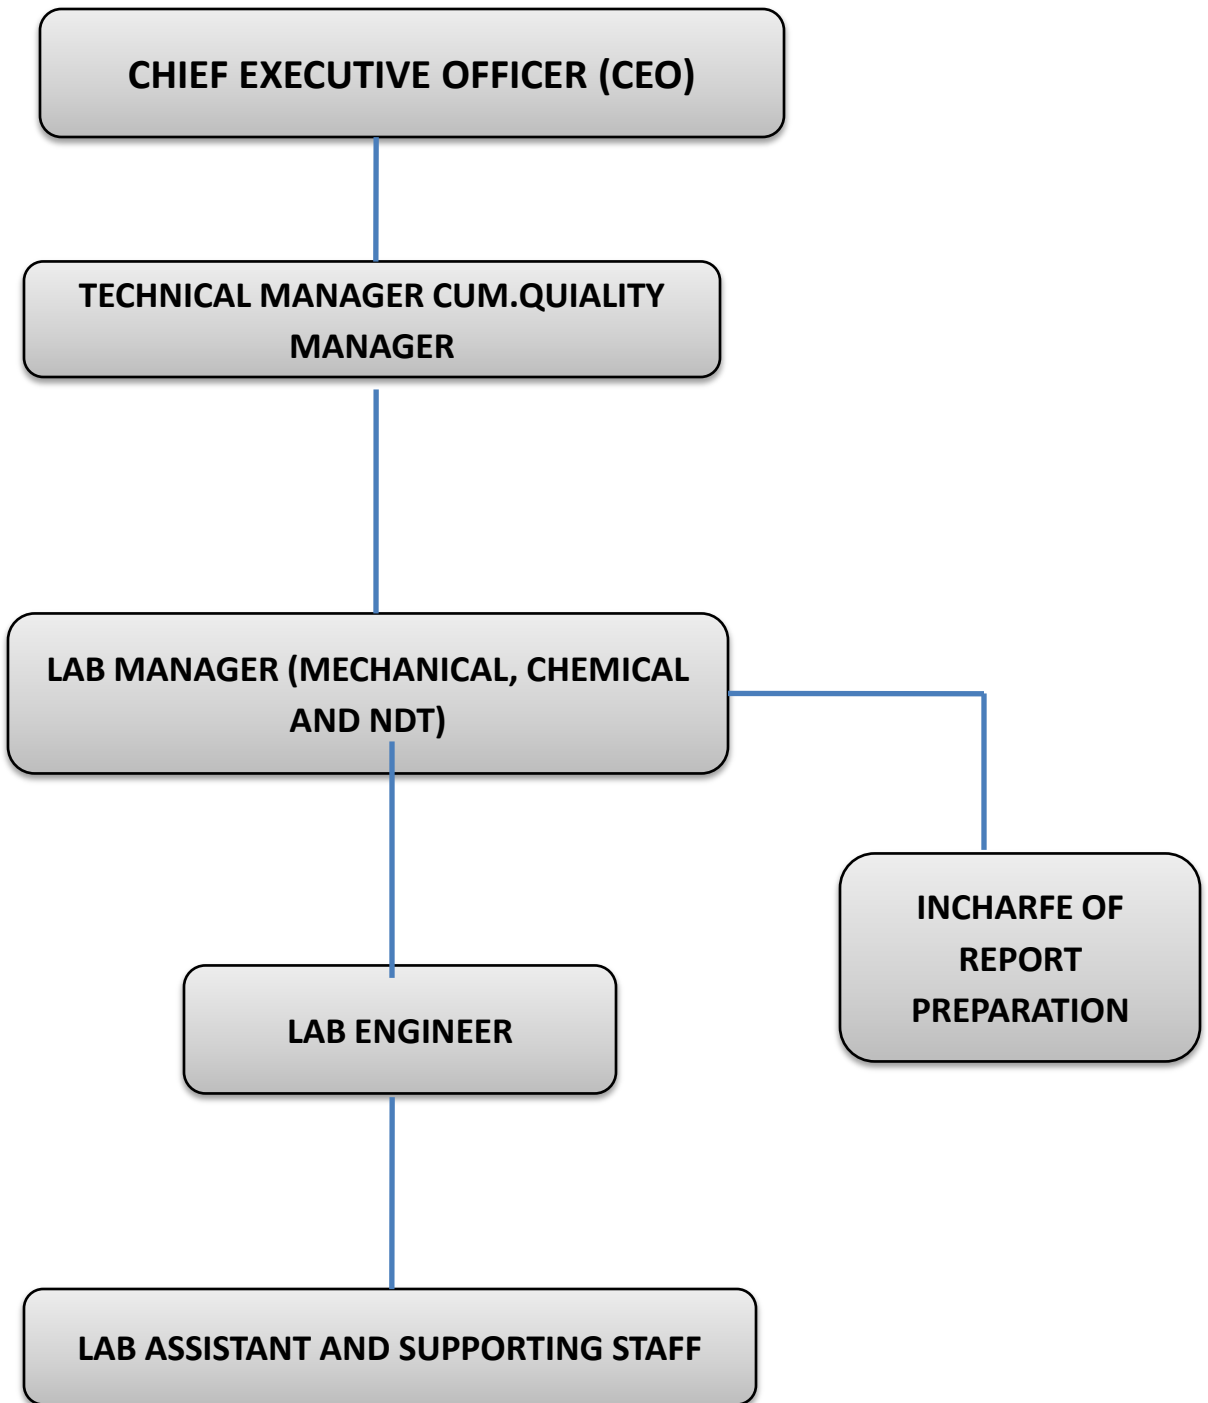 CHIEF EXECUTIVE OFFICER (CEO)
TECHNICAL MANAGER CUM.QUIALITY
MANAGER
LAB MANAGER (MECHANICAL, CHEMICAL
AND NDT)
INCHARFE OF
REPORT
PREPARATION
LAB ENGINEER
LAB ASSISTANT AND SUPPORTING STAFF